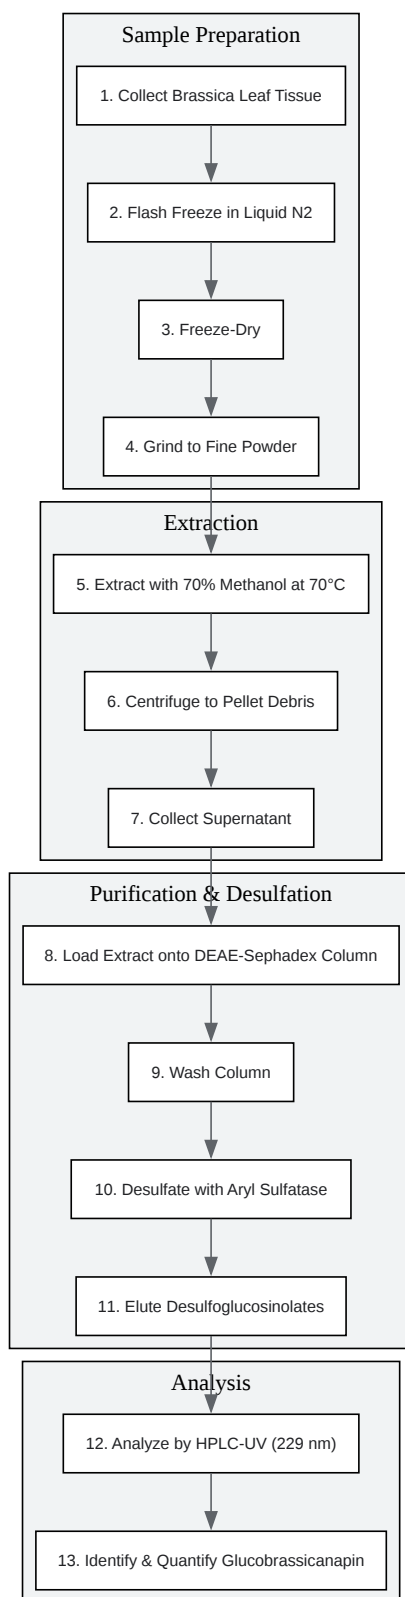 Sample Preparation
1. Collect Brassica Leaf Tissue
2. Flash Freeze in Liquid N2
3. Freeze-Dry
4. Grind to Fine Powder
Extraction
5. Extract with 70% Methanol at 70°C
6. Centrifuge to Pellet Debris
7. Collect Supernatant
Purification & Desulfation
8. Load Extract onto DEAE-Sephadex Column
9. Wash Column
10. Desulfate with Aryl Sulfatase
11. Elute Desulfoglucosinolates
Analysis
12. Analyze by HPLC-UV (229 nm)
13. Identify & Quantify Glucobrassicanapin